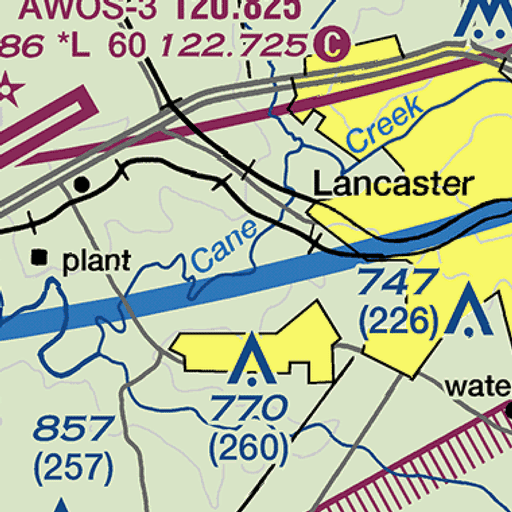 AWOS-3 120.825
86 *L 60 122.725 C
Creek
Lancaster
Cane
plant
747
(226)
770
(260)
857
(257)
wate